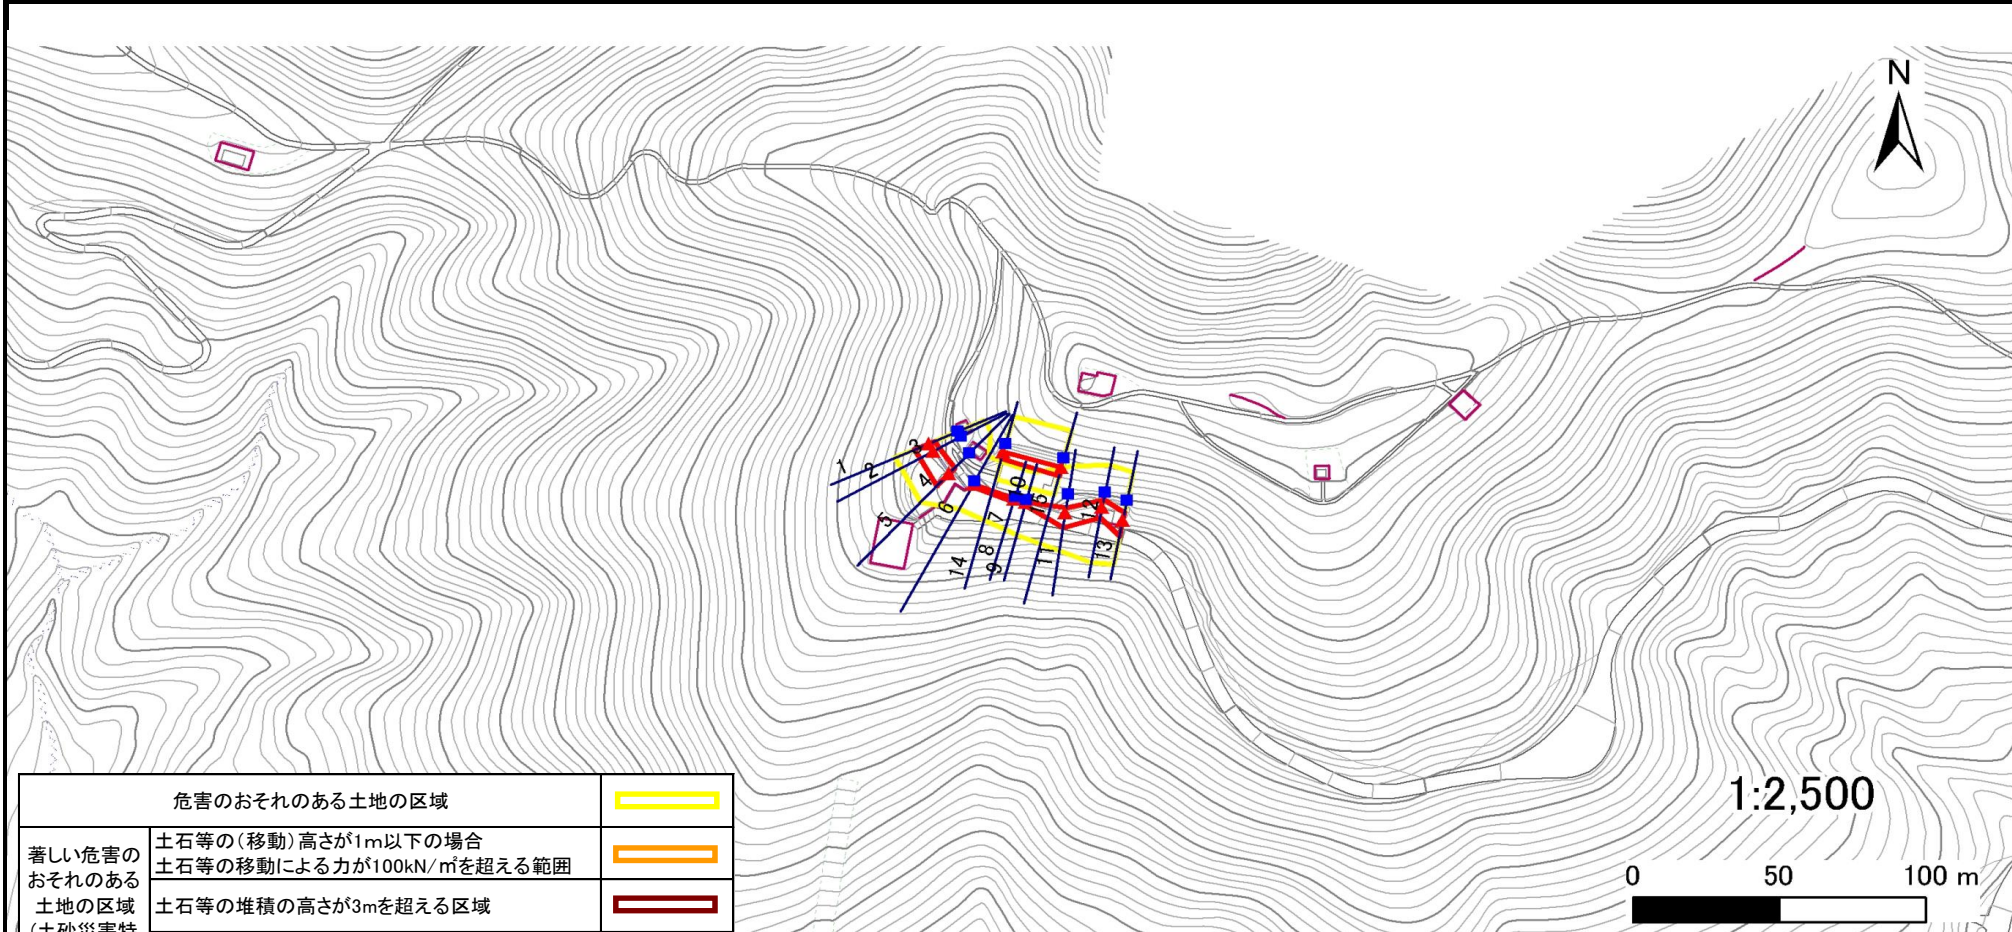 N
1
2
3
4
5
6
7
8
9
10
15
11
12
13
14
1:2,500
0 50 100 m
危害のおそれのある土地の区域
著しい危害の
おそれのある
土地の区域
(土砂災害特
土石等の(移動)高さが1m以下の場合
土石等の移動による力が100kN/㎡を超える範囲
土石等の堆積の高さが3mを超える区域